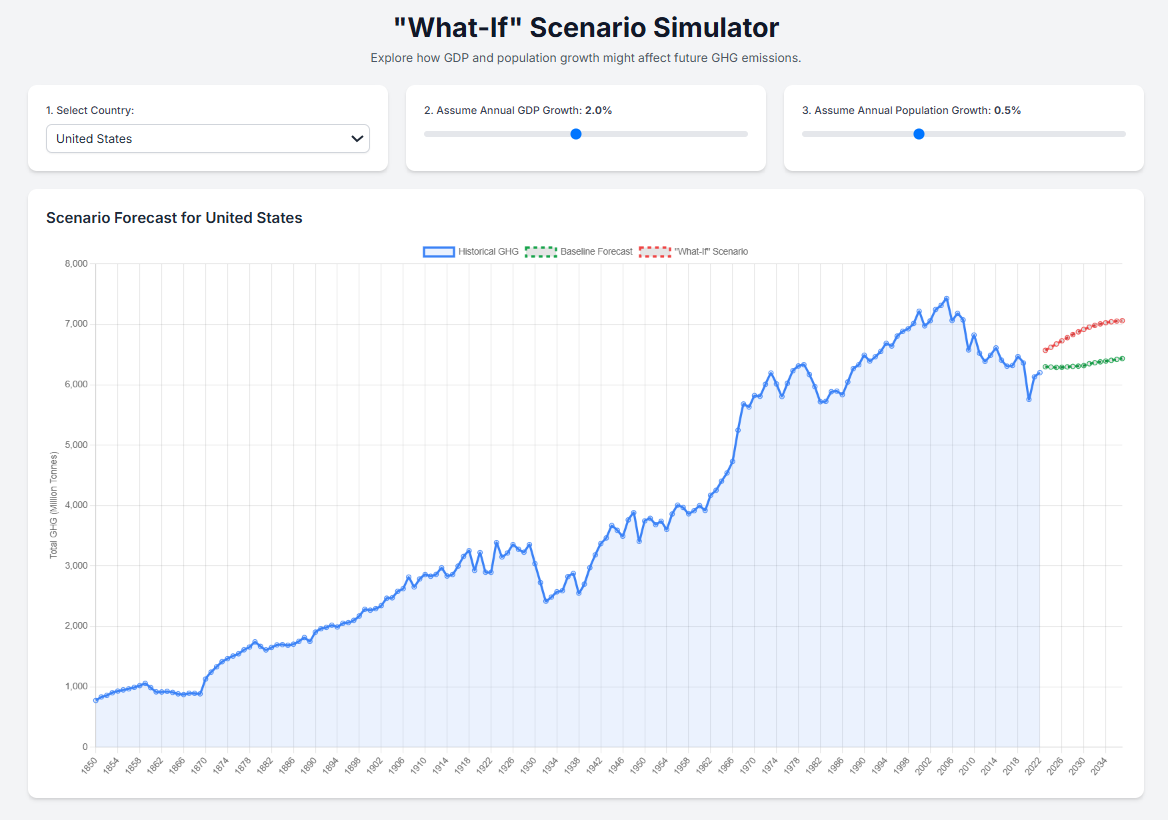 "What-If" Scenario Simulator
Explore how GDP and population growth might affect future GHG emissions.
1. Select Country:
United States
2. Assume Annual GDP Growth: 2.0%
3. Assume Annual Population Growth: 0.5%
Scenario Forecast for United States
Historical GHG Baseline Forecast "What-If" Scenario
Total GHG (Million Tonnes)
8,000
7,000
6,000
5,000
4,000
3,000
2,000
1,000
0
1850 1854 1858 1862 1866 1870 1874 1878 1882 1886 1890 1894 1898 1902 1906 1910 1914 1918 1922 1926 1930 1934 1938 1942 1946 1950 1954 1958 1962 1966 1970 1974 1978 1982 1986 1990 1994 1998 2002 2006 2010 2014 2018 2022 2026 2030 2034